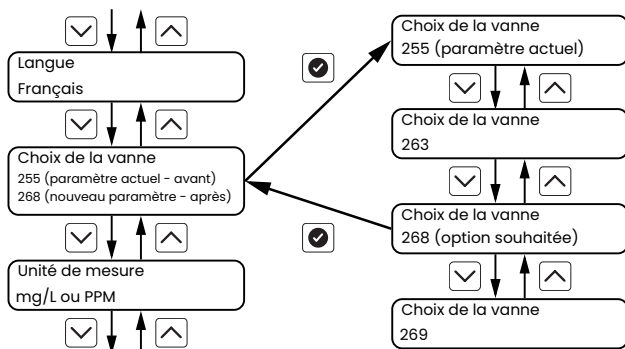 Langue
Français
Choix de la vanne
255 (paramètre actuel - avant)
268 (nouveau paramètre - après)
Unité de mesure
mg/L ou PPM
Choix de la vanne
255 (paramètre actuel)
Choix de la vanne
263
Choix de la vanne
268 (option souhaitée)
Choix de la vanne
269